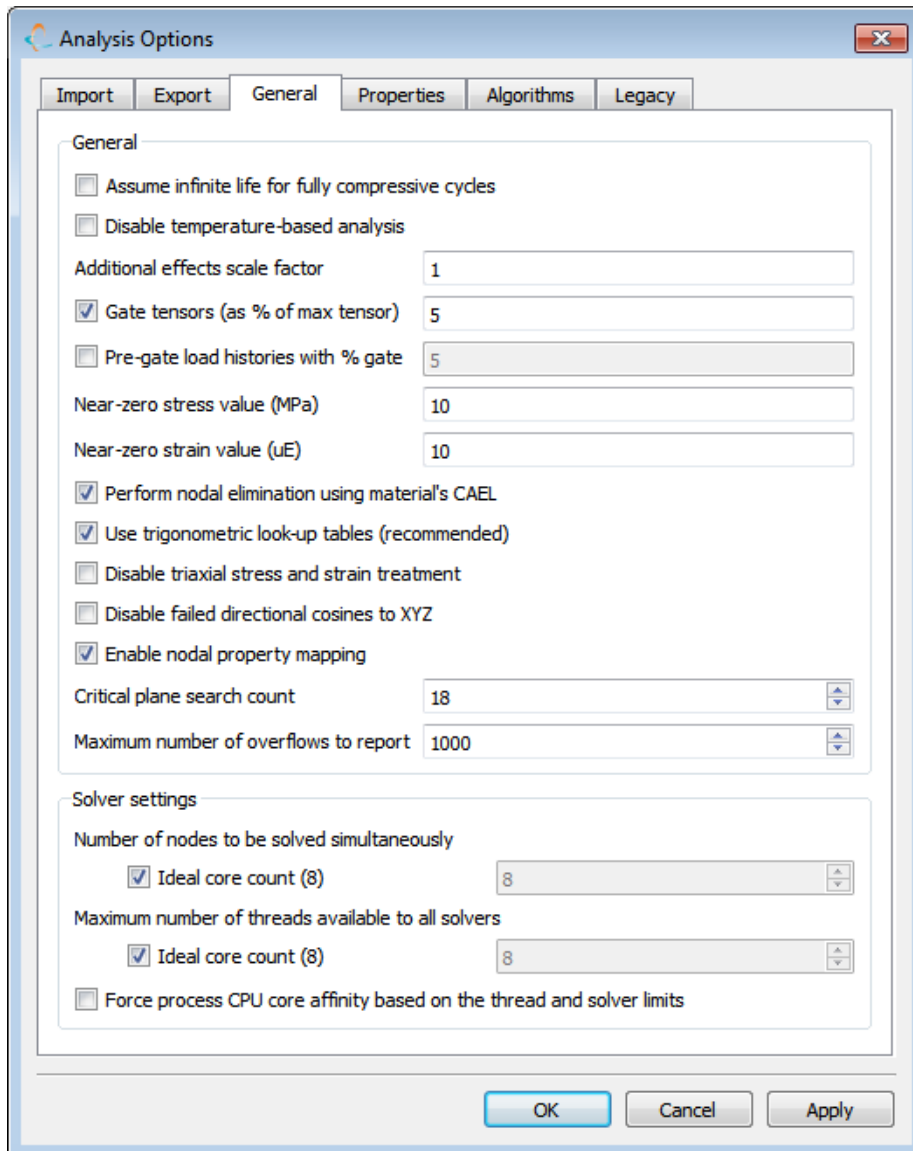 Analysis Options
Import Export General Properties Algorithms Legacy
General
Assume infinite life for fully compressive cycles
Disable temperature-based analysis
Additional effects scale factor 1
Gate tensors (as % of max tensor) 5
Pre-gate load histories with % gate 5
Near-zero stress value (MPa) 10
Near-zero strain value (uE) 10
Perform nodal elimination using material's CAEL
Use trigonometric look-up tables (recommended)
Disable triaxial stress and strain treatment
Disable failed directional cosines to XYZ
Enable nodal property mapping
Critical plane search count 18
Maximum number of overflows to report 1000
Solver settings
Number of nodes to be solved simultaneously
Ideal core count (8) 8
Maximum number of threads available to all solvers
Ideal core count (8) 8
Force process CPU core affinity based on the thread and solver limits
OK Cancel Apply